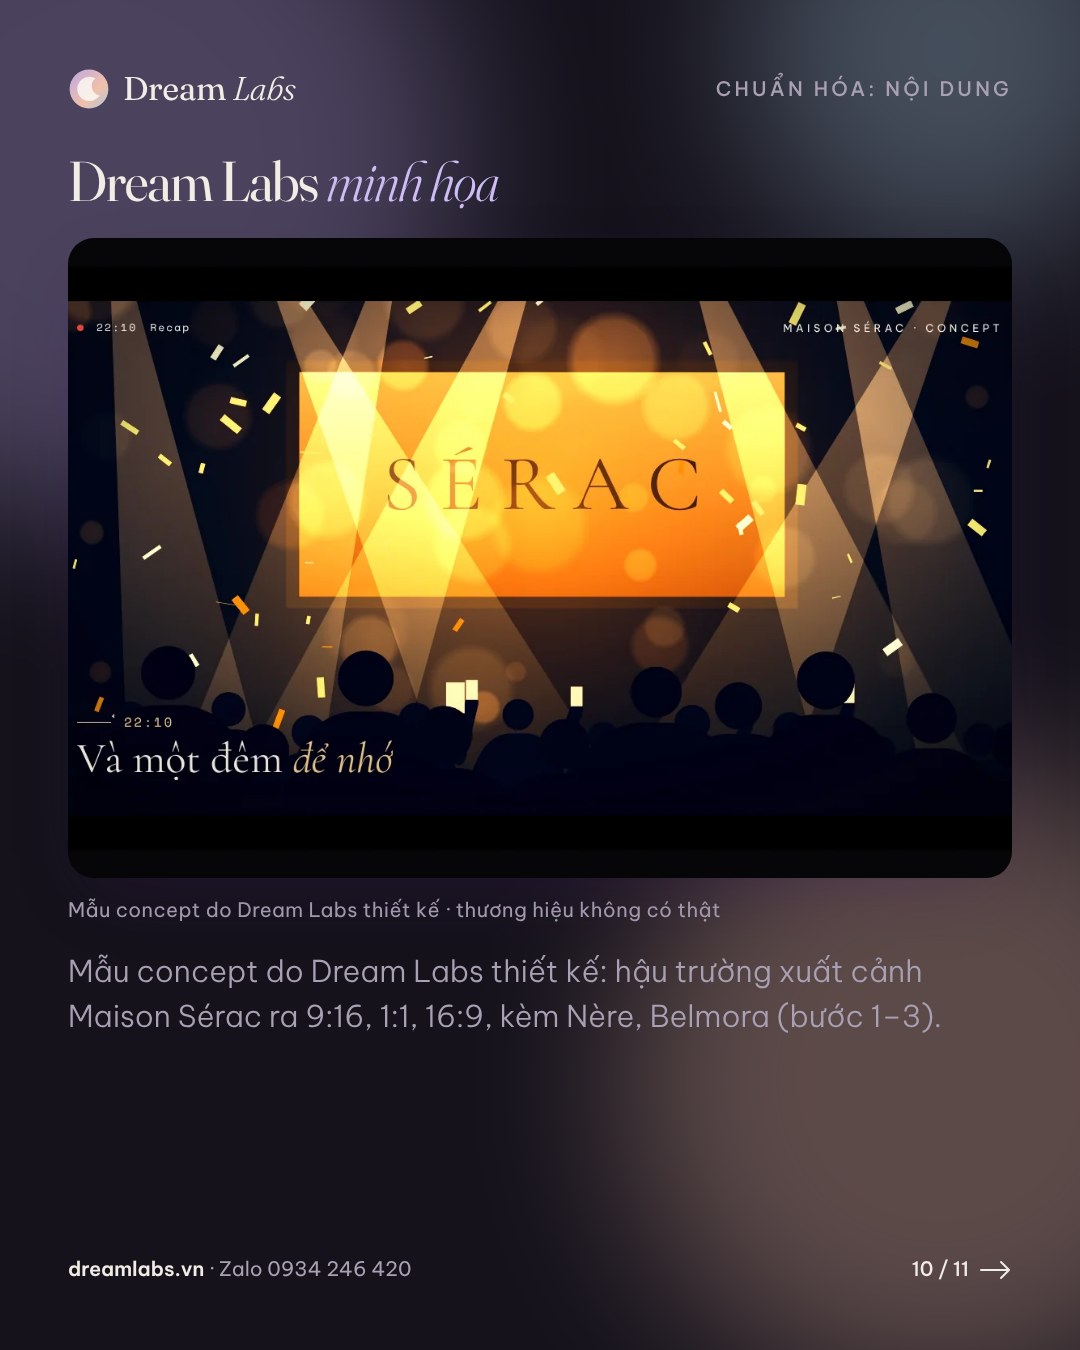 Dream Labs
CHUẨN HÓA: NỘI DUNG
Dream Labs minh họa
22:10 Recap
MAISON SÉRAC · CONCEPT
SÉRAC
22:10
Và một đêm để nhớ
Mẫu concept do Dream Labs thiết kế · thương hiệu không có thật
Mẫu concept do Dream Labs thiết kế: hậu trường xuất cảnh
Maison Sérac ra 9:16, 1:1, 16:9, kèm Nère, Belmora (bước 1–3).
dreamlabs.vn · Zalo 0934 246 420
10 / 11 →